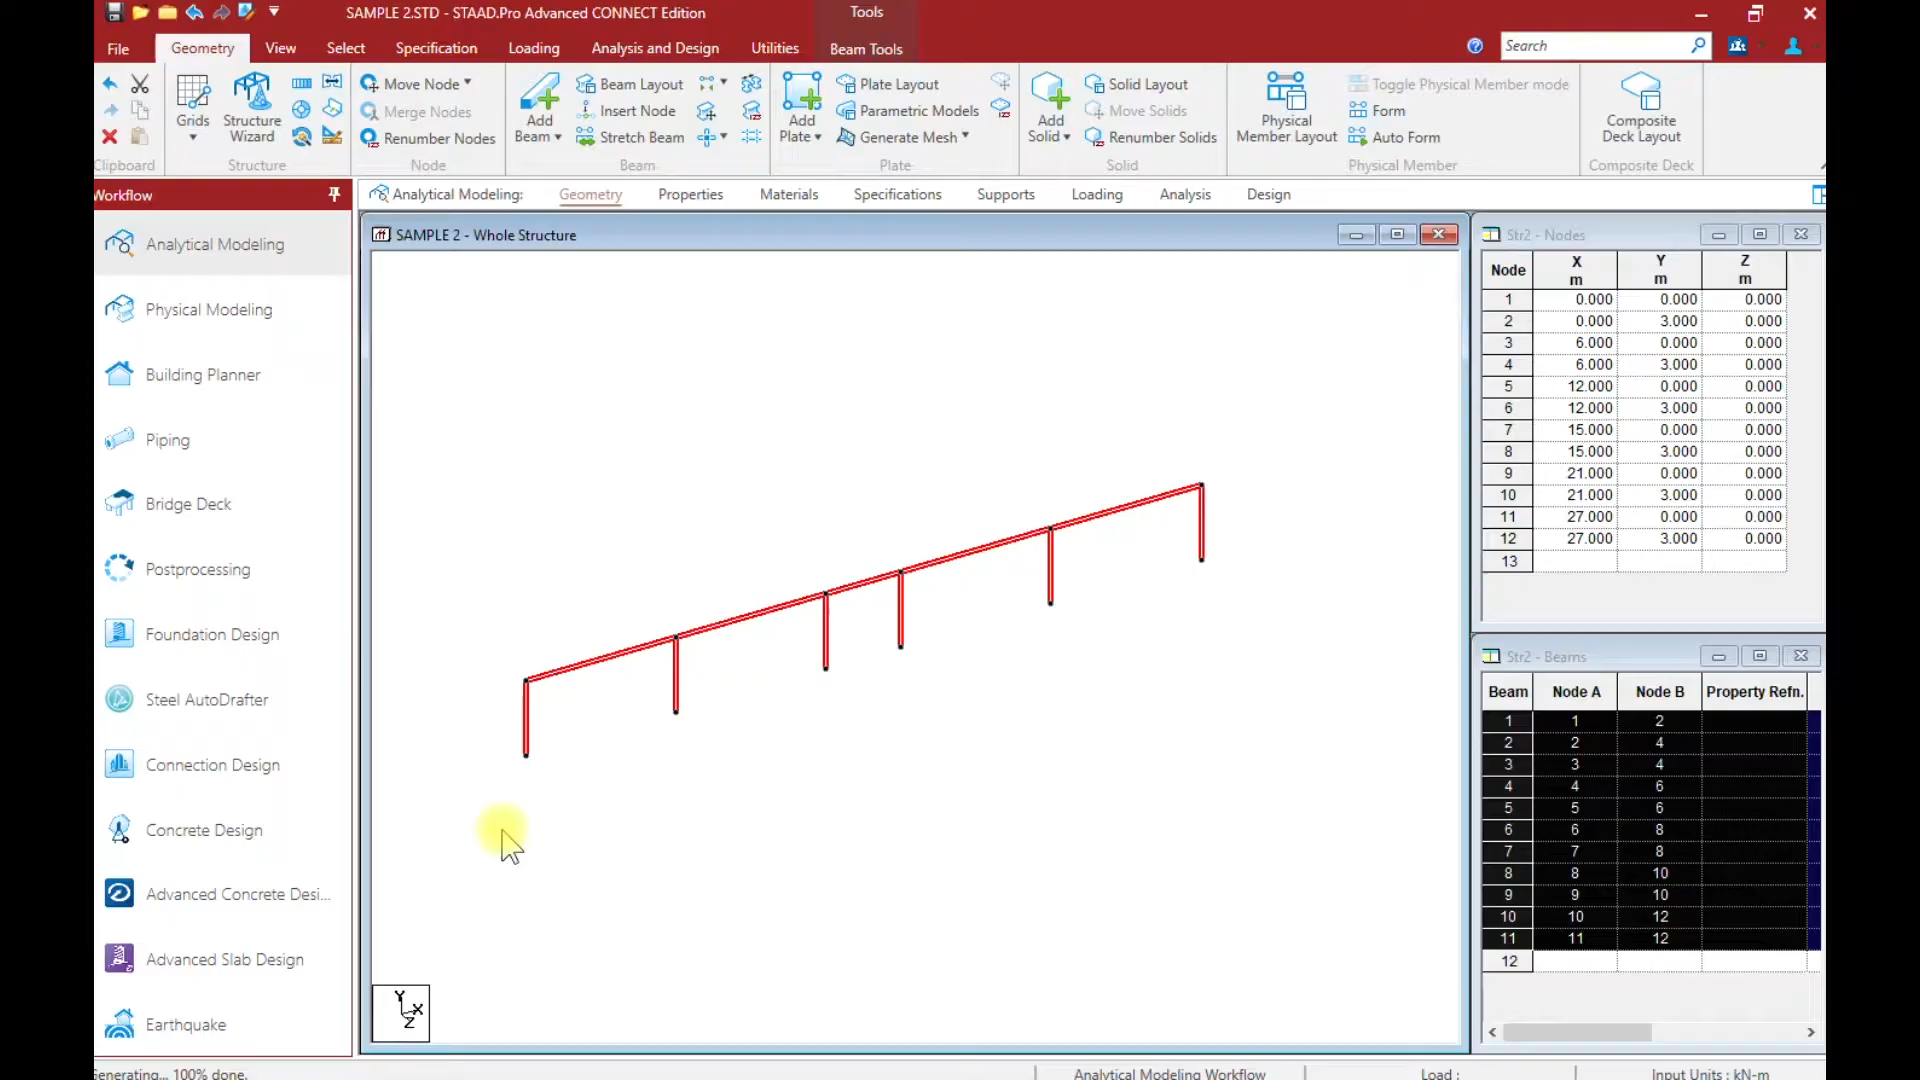 SAMPLE 2.STD - STAAD.Pro Advanced CONNECT Edition
Tools
File
Geometry
View
Select
Specification
Loading
Analysis and Design
Utilities
Beam Tools
Search
Grids
Structure Wizard
Move Node
Merge Nodes
Renumber Nodes
Add Beam
Beam Layout
Insert Node
Stretch Beam
Add Plate
Plate Layout
Parametric Models
Generate Mesh
Add Solid
Solid Layout
Move Solids
Renumber Solids
Physical Member Layout
Toggle Physical Member mode
Form
Auto Form
Composite Deck Layout
Clipboard
Structure
Node
Beam
Plate
Solid
Physical Member
Composite Deck
Workflow
Analytical Modeling:
Geometry
Properties
Materials
Specifications
Supports
Loading
Analysis
Design
Analytical Modeling
Physical Modeling
Building Planner
Piping
Bridge Deck
Postprocessing
Foundation Design
Steel AutoDrafter
Connection Design
Concrete Design
Advanced Concrete Desi...
Advanced Slab Design
Earthquake
SAMPLE 2 - Whole Structure
Y
X
Z
Str2 - Nodes
Node X m Y m Z m
1 0.000 0.000 0.000
2 0.000 3.000 0.000
3 6.000 0.000 0.000
4 6.000 3.000 0.000
5 12.000 0.000 0.000
6 12.000 3.000 0.000
7 15.000 0.000 0.000
8 15.000 3.000 0.000
9 21.000 0.000 0.000
10 21.000 3.000 0.000
11 27.000 0.000 0.000
12 27.000 3.000 0.000
13
Str2 - Beams
Beam Node A Node B Property Refn.
1 1 2
2 2 4
3 3 4
4 4 6
5 5 6
6 6 8
7 7 8
8 8 10
9 9 10
10 10 12
11 11 12
12
Generating... 100% done.
Analytical Modeling Workflow
Load :
Input Units : kN-m